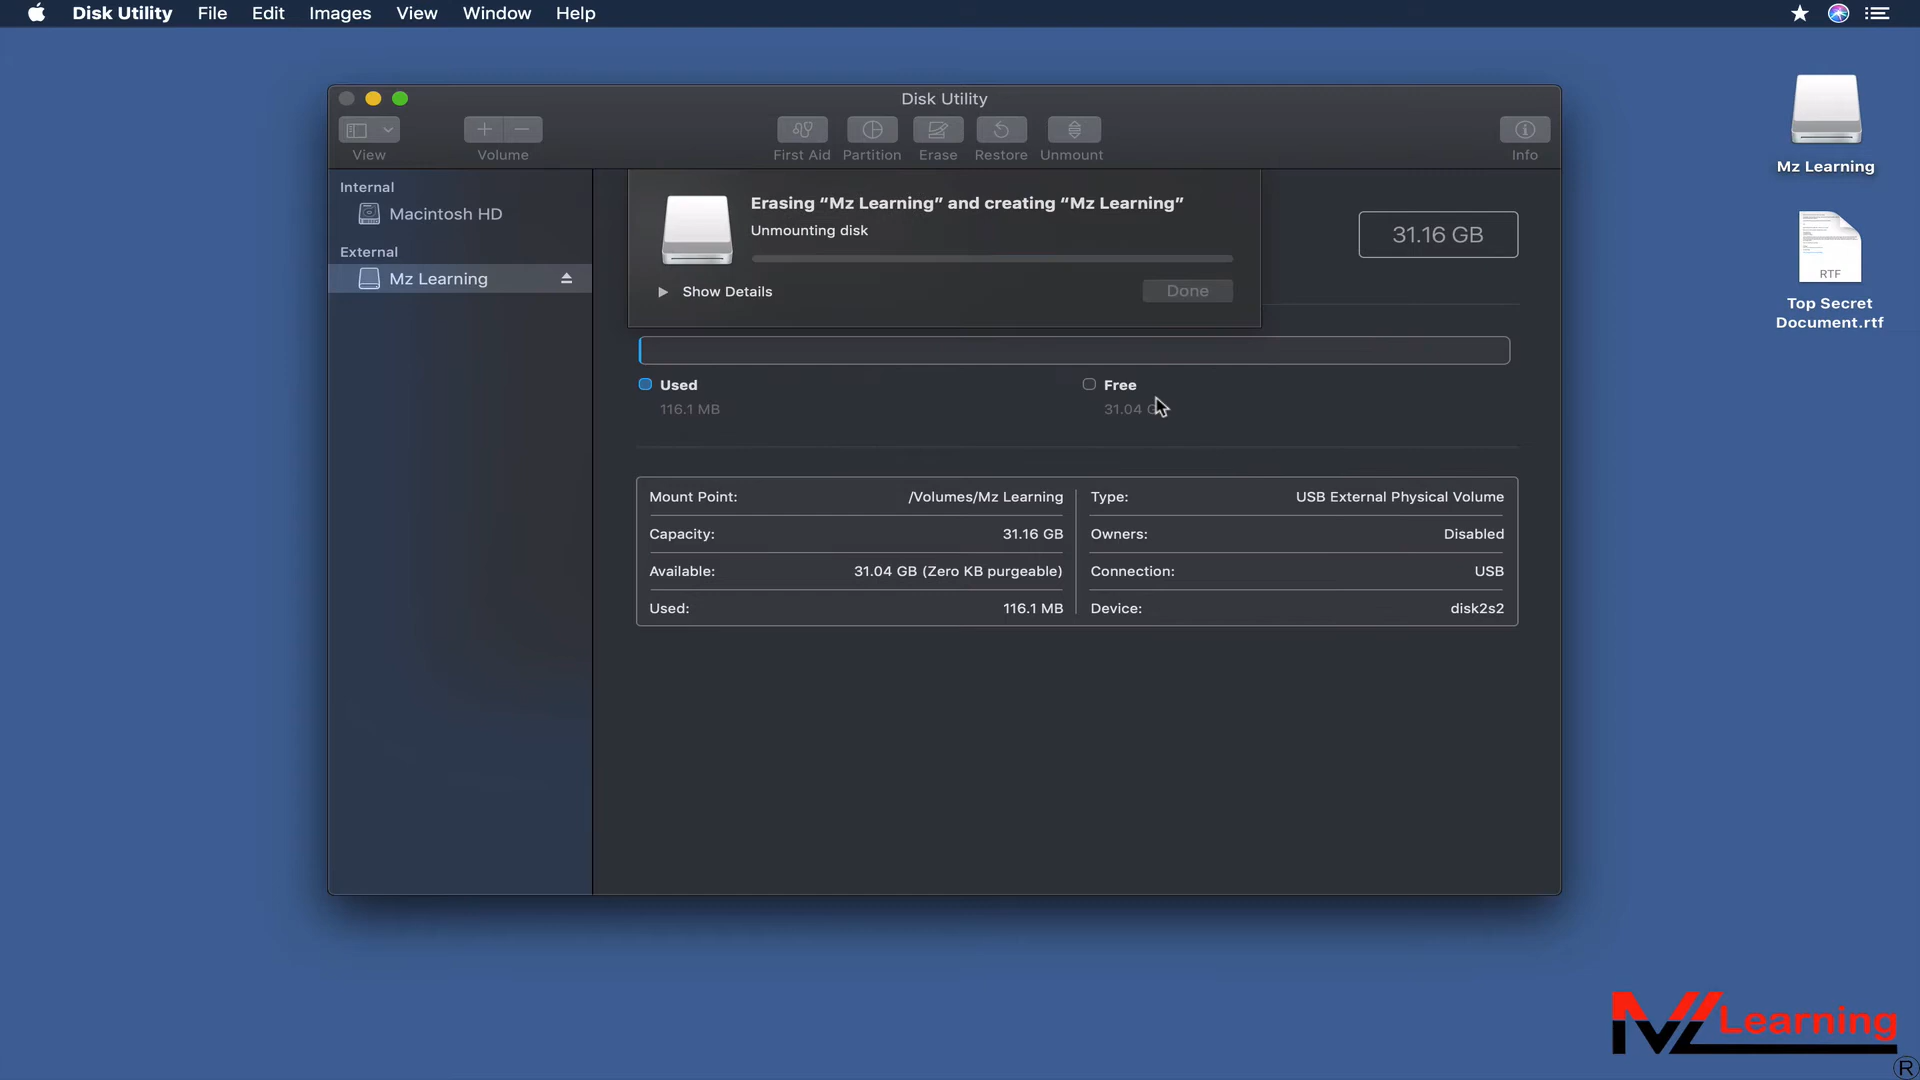 Disk Utility File Edit Images View Window Help
Disk Utility
View
Volume
First Aid
Partition
Erase
Restore
Unmount
Info
Internal
Macintosh HD
External
Mz Learning
Erasing “Mz Learning” and creating “Mz Learning”
Unmounting disk
Show Details
Done
31.16 GB
Used
116.1 MB
Free
31.04
Mount Point: /Volumes/Mz Learning
Capacity: 31.16 GB
Available: 31.04 GB (Zero KB purgeable)
Used: 116.1 MB
Type: USB External Physical Volume
Owners: Disabled
Connection: USB
Device: disk2s2
Mz Learning
RTF
Top Secret
Document.rtf
Mz Learning
®